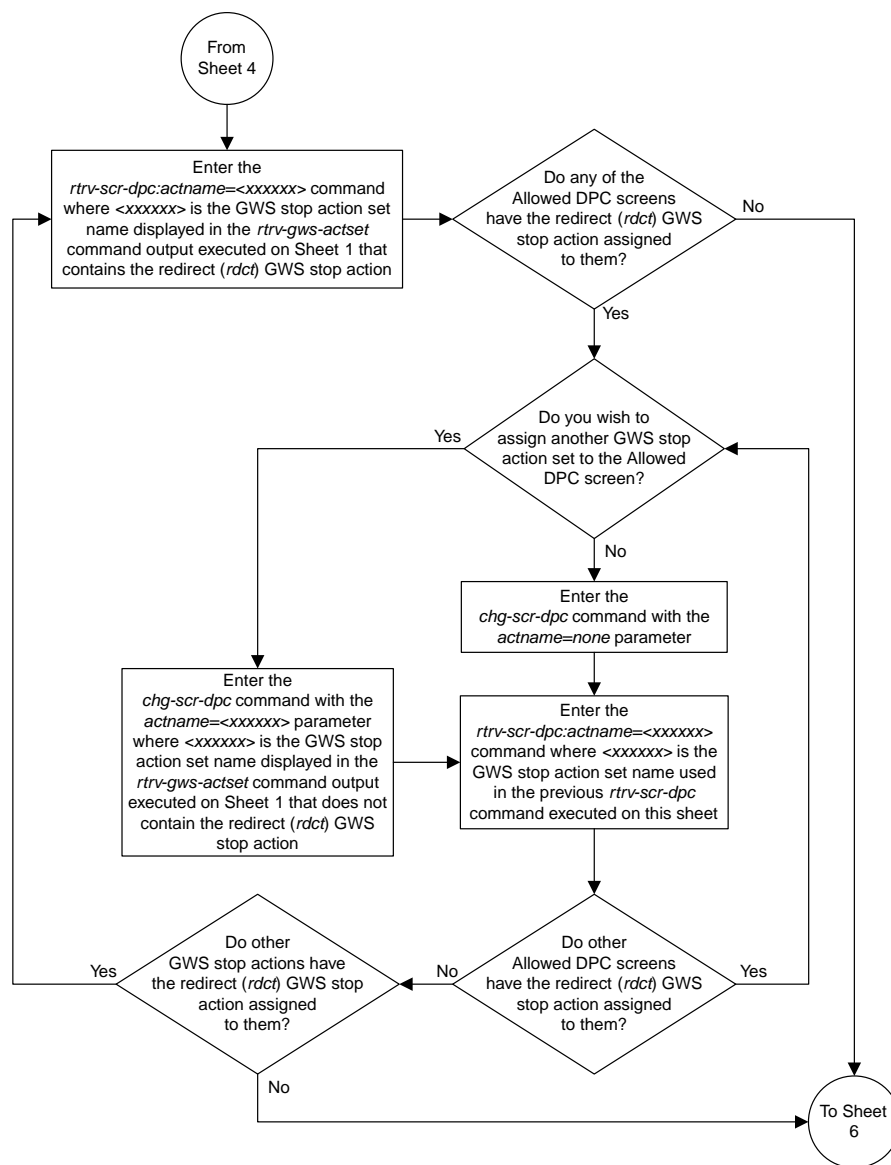 From
Sheet 4
Enter the
rtrv-scr-dpc:actname=<xxxxxx> command
where <xxxxxx> is the GWS stop action set
name displayed in the rtrv-gws-actset
command output executed on Sheet 1 that
contains the redirect (rdct) GWS stop action
Do any of the
Allowed DPC screens
have the redirect (rdct) GWS
stop action assigned
to them?
No
Yes
Do you wish to
assign another GWS stop
action set to the Allowed
DPC screen?
Yes
No
Enter the
chg-scr-dpc command with the
actname=none parameter
Enter the
chg-scr-dpc command with the
actname=<xxxxxx> parameter
where <xxxxxx> is the GWS stop
action set name displayed in the
rtrv-gws-actset command output
executed on Sheet 1 that does not
contain the redirect (rdct) GWS
stop action
Enter the
rtrv-scr-dpc:actname=<xxxxxx>
command where <xxxxxx> is the
GWS stop action set name used
in the previous rtrv-scr-dpc
command executed on this sheet
Do other
Allowed DPC screens
have the redirect (rdct) GWS
stop action assigned
to them?
Yes
No
Do other
GWS stop actions have
the redirect (rdct) GWS stop
action assigned
to them?
Yes
No
To Sheet
6